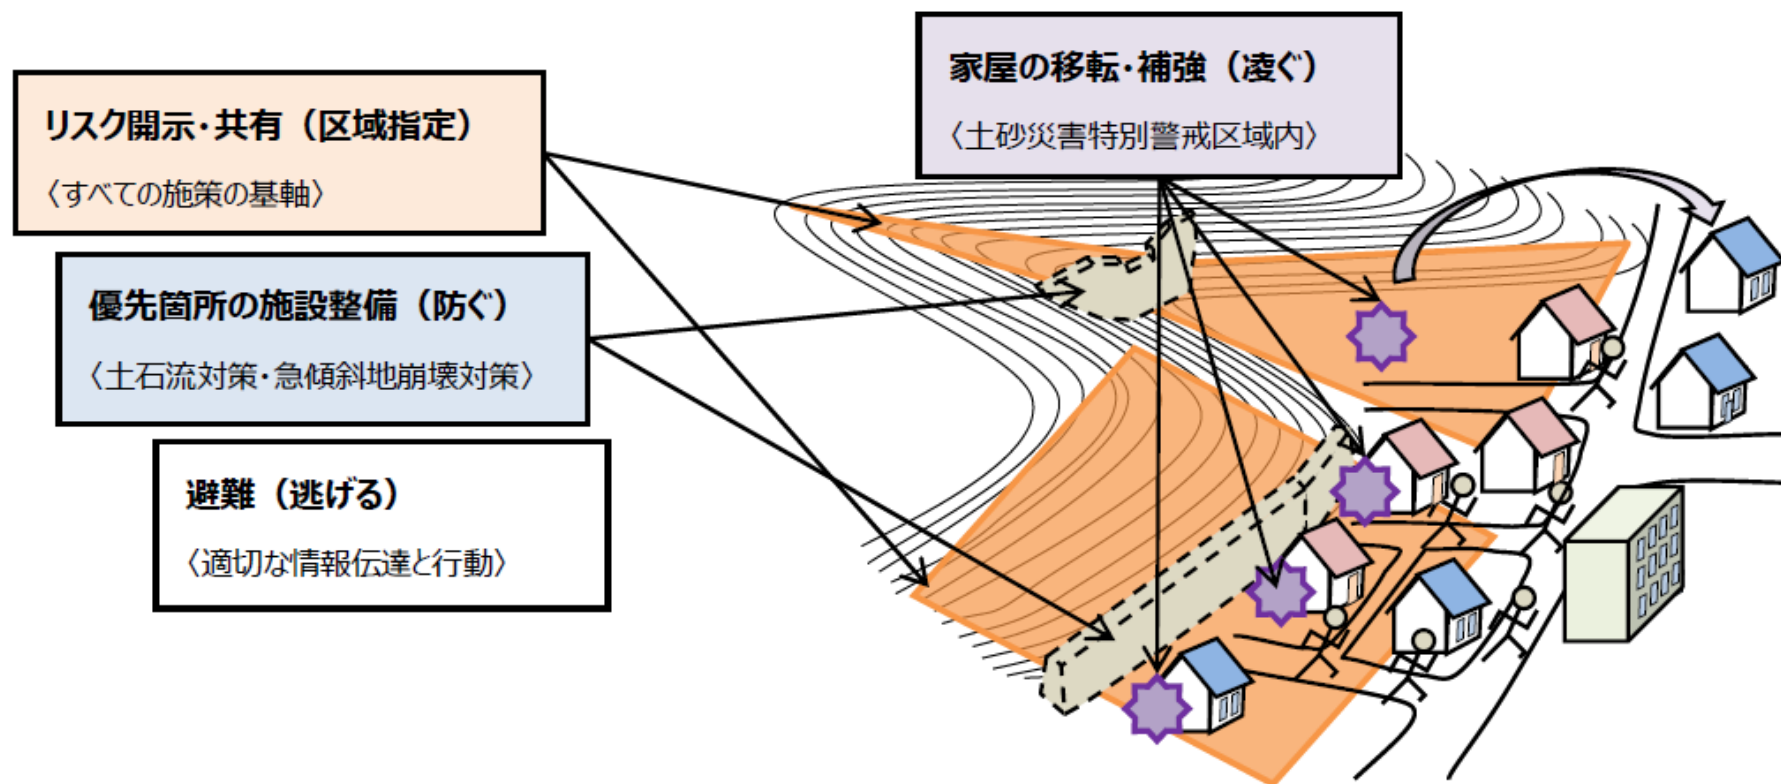 家屋の移転・補強（凌ぐ）
〈土砂災害特別警戒区域内〉
リスク開示・共有（区域指定）
〈すべての施策の基軸〉
優先箇所の施設整備（防ぐ）
〈土石流対策・急傾斜地崩壊対策〉
避難（逃げる）
〈適切な情報伝達と行動〉